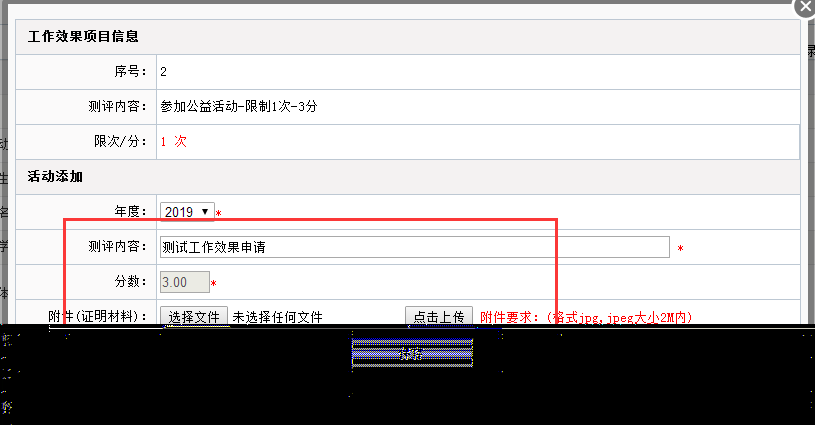 工作效果项目信息
序号： 2
测评内容： 参加公益活动-限制1次-3分
限次/分： 1 次
活动添加
年度： 2019 *
测评内容： 测试工作效果申请 *
分数： 3.00 *
附件(证明材料)： 选择文件 未选择任何文件 点击上传 附件要求：(格式jpg,jpeg大小2M内)